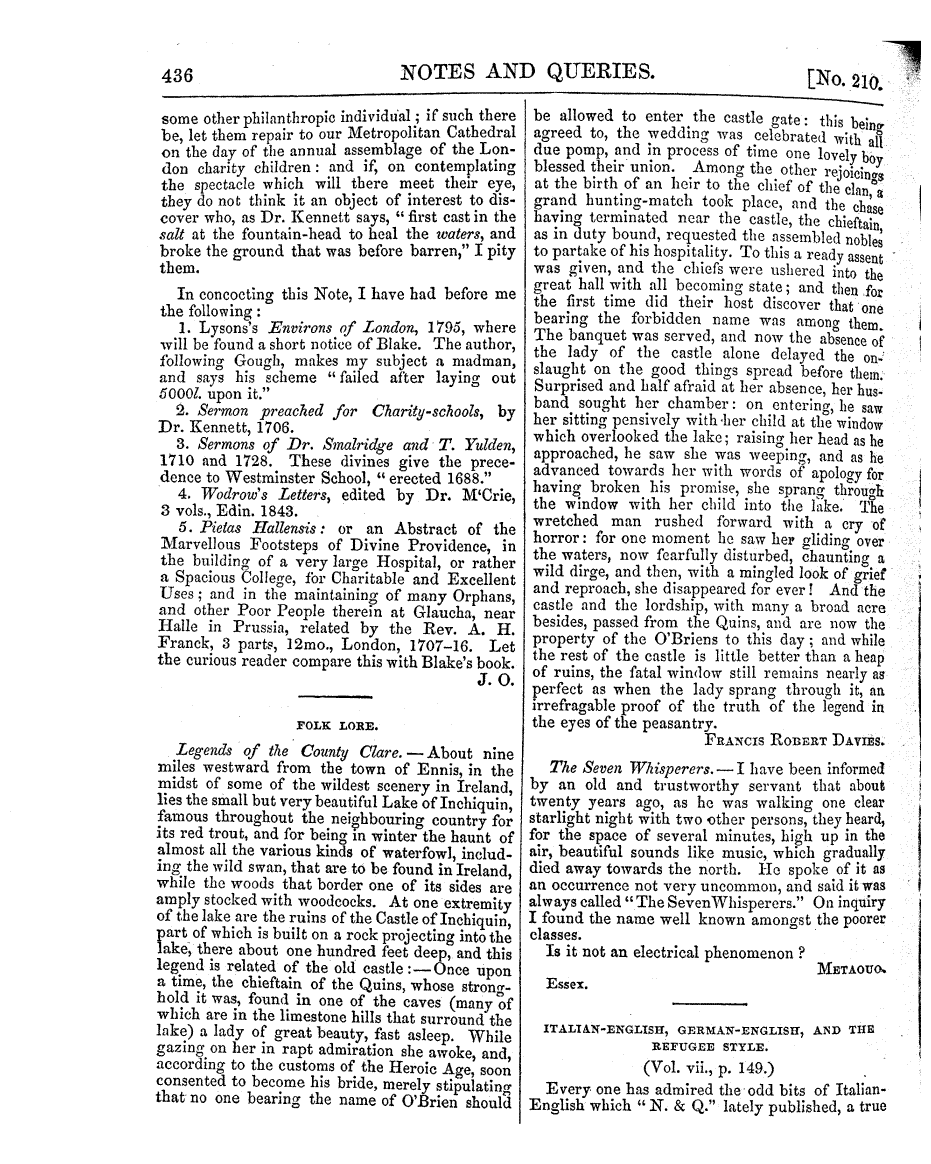 436 NOTES AND QUERIES. [No. 210.
some other philanthropic individual ; if such there
be, let them repair to our Metropolitan Cathedral
on the day of the annual assemblage of the Lon-
don charity children : and if, on contemplating
the spectacle which will there meet their eye,
they do not think it an object of interest to dis-
cover who, as Dr. Kennett says, " first cast in the
salt at the fountain-head to heal the waters, and
broke the ground that was before barren," I pity
them.
In concocting this Note, I have had before me
the following :
1. Lysons's Environs of London, 1795, where
will be found a short notice of Blake. The author,
following Gough, makes my subject a madman,
and says his scheme " failed after laying out
5000l. upon it."
2. Sermon preached for Charity-schools, by
Dr. Kennett, 1706.
3. Sermons of Dr. Smalridge and T. Yulden,
1710 and 1728. These divines give the prece-
dence to Westminster School, " erected 1688."
4. Wodrow's Letters, edited by Dr. M'Crie,
3 vols., Edin. 1843.
5. Pietas Hallensis : or an Abstract of the
Marvellous Footsteps of Divine Providence, in
the building of a very large Hospital, or rather
a Spacious College, for Charitable and Excellent
Uses ; and in the maintaining of many Orphans,
and other Poor People therein at Glaucha, near
Halle in Prussia, related by the Rev. A. H.
Franck, 3 parts, 12mo., London, 1707-16. Let
the curious reader compare this with Blake's book.
J. O.
FOLK LORE.
Legends of the County Clare. — About nine
miles westward from the town of Ennis, in the
midst of some of the wildest scenery in Ireland,
lies the small but very beautiful Lake of Inchiquin,
famous throughout the neighbouring country for
its red trout, and for being in winter the haunt of
almost all the various kinds of waterfowl, includ-
ing the wild swan, that are to be found in Ireland,
while the woods that border one of its sides are
amply stocked with woodcocks. At one extremity
of the lake are the ruins of the Castle of Inchiquin,
part of which is built on a rock projecting into the
lake, there about one hundred feet deep, and this
legend is related of the old castle : — Once upon
a time, the chieftain of the Quins, whose strong-
hold it was, found in one of the caves (many of
which are in the limestone hills that surround the
lake) a lady of great beauty, fast asleep. While
gazing on her in rapt admiration she awoke, and,
according to the customs of the Heroic Age, soon
consented to become his bride, merely stipulating
that no one bearing the name of O'Brien should
be allowed to enter the castle gate : this being
agreed to, the wedding was celebrated with all
due pomp, and in process of time one lovely boy
blessed their union. Among the other rejoicings
at the birth of an heir to the chief of the clan, a
grand hunting-match took place, and the chase
having terminated near the castle, the chieftain,
as in duty bound, requested the assembled nobles
to partake of his hospitality. To this a ready assent
was given, and the chiefs were ushered into the
great hall with all becoming state ; and then for
the first time did their host discover that one
bearing the forbidden name was among them.
The banquet was served, and now the absence of
the lady of the castle alone delayed the on-
slaught on the good things spread before them.
Surprised and half afraid at her absence, her hus-
band sought her chamber : on entering, he saw
her sitting pensively with her child at the window
which overlooked the lake ; raising her head as he
approached, he saw she was weeping, and as he
advanced towards her with words of apology for
having broken his promise, she sprang through
the window with her child into the lake. The
wretched man rushed forward with a cry of
horror : for one moment he saw her gliding over
the waters, now fearfully disturbed, chaunting a
wild dirge, and then, with a mingled look of grief
and reproach, she disappeared for ever ! And the
castle and the lordship, with many a broad acre
besides, passed from the Quins, and are now the
property of the O'Briens to this day ; and while
the rest of the castle is little better than a heap
of ruins, the fatal window still remains nearly as
perfect as when the lady sprang through it, an
irrefragable proof of the truth of the legend in
the eyes of the peasantry.
FRANCIS ROBERT DAVIES.
The Seven Whisperers. — I have been informed
by an old and trustworthy servant that about
twenty years ago, as he was walking one clear
starlight night with two other persons, they heard,
for the space of several minutes, high up in the
air, beautiful sounds like music, which gradually
died away towards the north. He spoke of it as
an occurrence not very uncommon, and said it was
always called " The Seven Whisperers." On inquiry
I found the name well known amongst the poorer
classes.
Is it not an electrical phenomenon ?
METAOUO.
Essex.
ITALIAN-ENGLISH, GERMAN-ENGLISH, AND THE
REFUGEE STYLE.
(Vol. vii., p. 149.)
Every one has admired the odd bits of Italian-
English which " N. & Q." lately published, a true